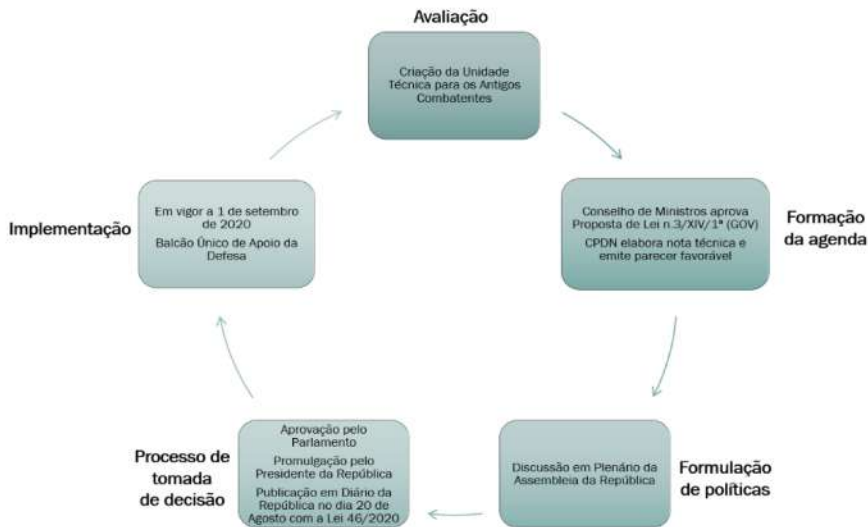 Avaliação
Criação da Unidade
Técnica para os Antigos
Combatentes
Conselho de Ministros aprova
Proposta de Lei n.3/XIV/1ª (GOV)
CPDN elabora nota técnica e
emite parecer favorável
Formação
da agenda
Discussão em Plenário da
Assembleia da República
Formulação
de políticas
Aprovação pelo
Parlamento
Promulgação pelo
Presidente da República
Publicação em Diário da
República no dia 20 de
Agosto com a Lei 46/2020
Processo de
tomada
de decisão
Implementação
Em vigor a 1 de setembro
de 2020
Balcão Único de Apoio da
Defesa